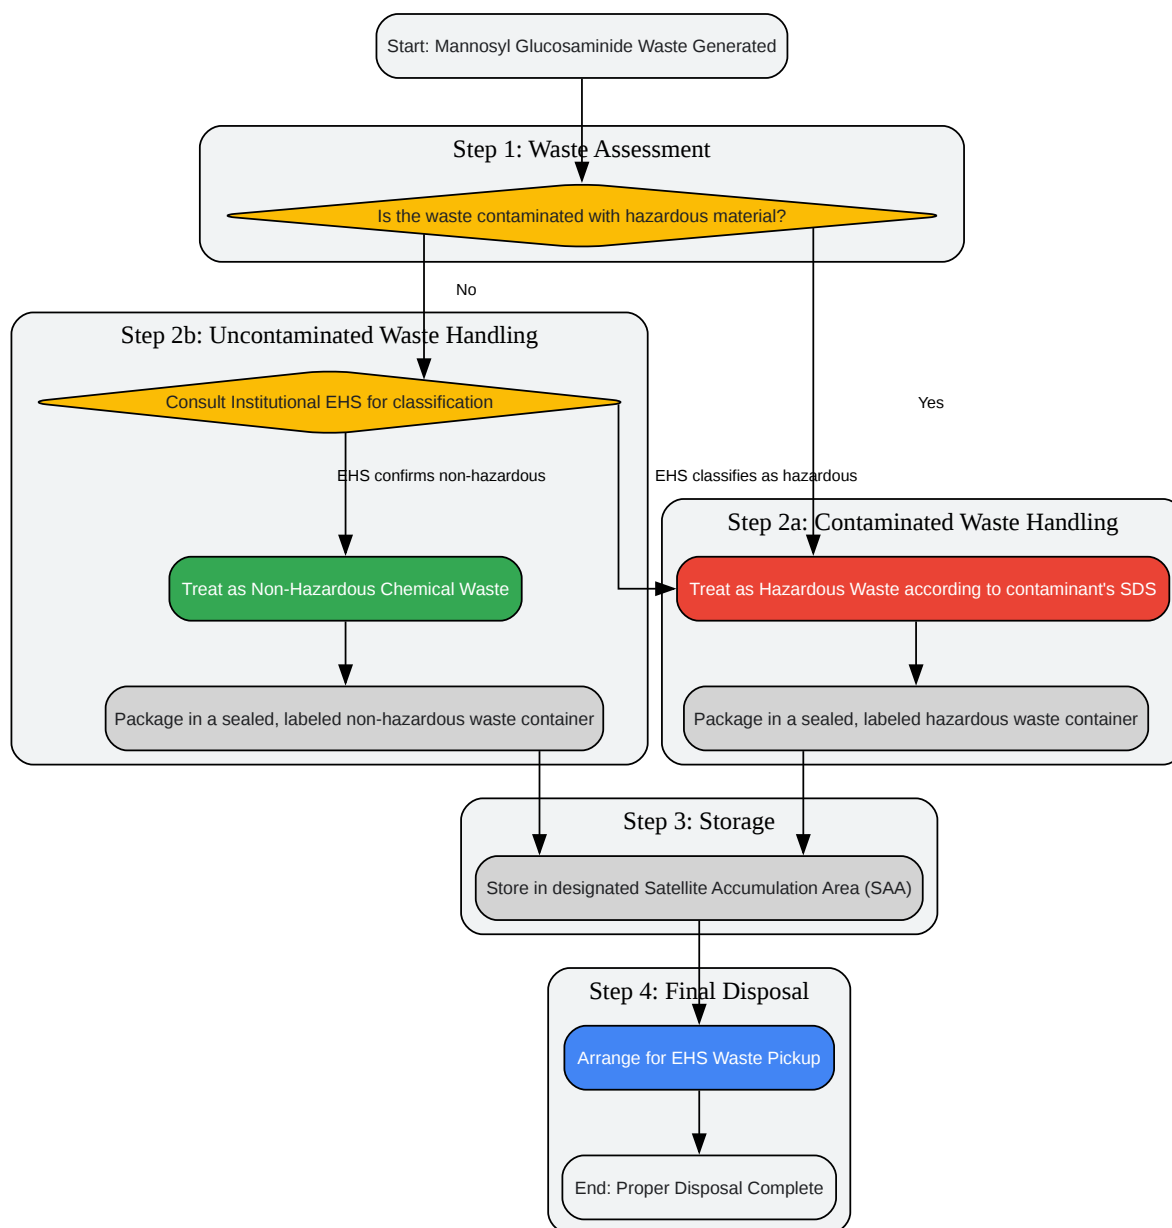 Start: Mannosyl Glucosaminide Waste Generated
Step 1: Waste Assessment
Is the waste contaminated with hazardous material?
No
Step 2b: Uncontaminated Waste Handling
Consult Institutional EHS for classification
Yes
EHS confirms non-hazardous
EHS classifies as hazardous
Step 2a: Contaminated Waste Handling
Treat as Non-Hazardous Chemical Waste
Treat as Hazardous Waste according to contaminant's SDS
Package in a sealed, labeled non-hazardous waste container
Package in a sealed, labeled hazardous waste container
Step 3: Storage
Store in designated Satellite Accumulation Area (SAA)
Step 4: Final Disposal
Arrange for EHS Waste Pickup
End: Proper Disposal Complete